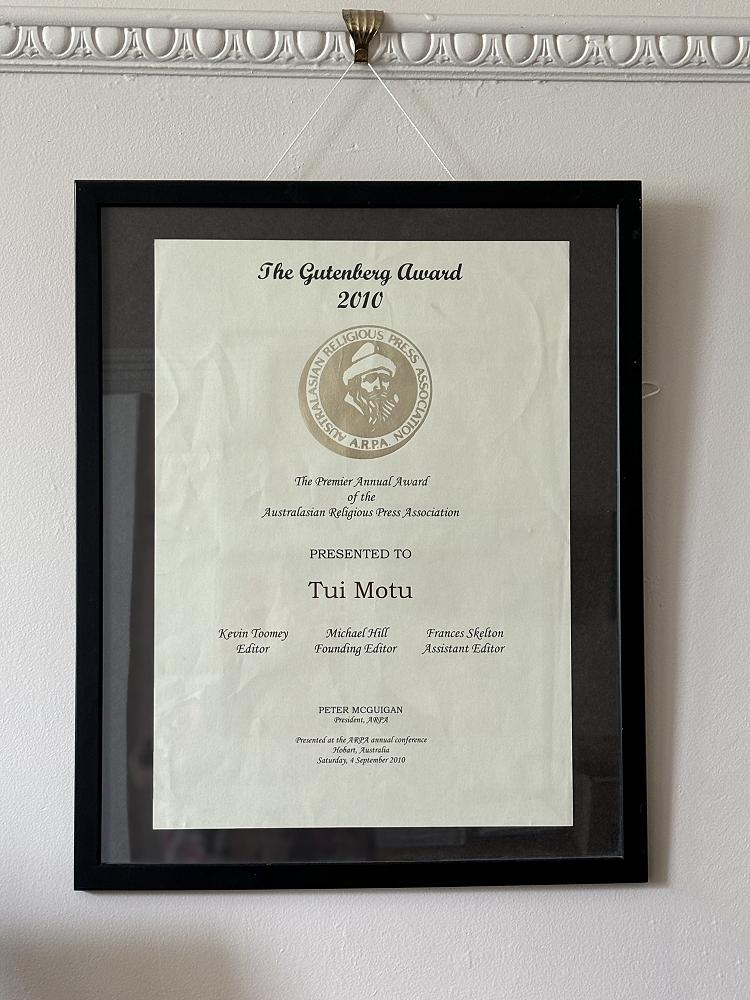 The Gutenberg Award
2010
AUSTRALASIAN RELIGIOUS PRESS ASSOCIATION
A.R.P.A.
The Premier Annual Award
of the
Australasian Religious Press Association
PRESENTED TO
Tui Motu
Kevin Toomey Michael Hill Frances Skelton
Editor Founding Editor Assistant Editor
PETER MCGUIGAN
President, ARPA
Presented at the ARPA annual conference
Hobart, Australia
Saturday, 4 September 2010